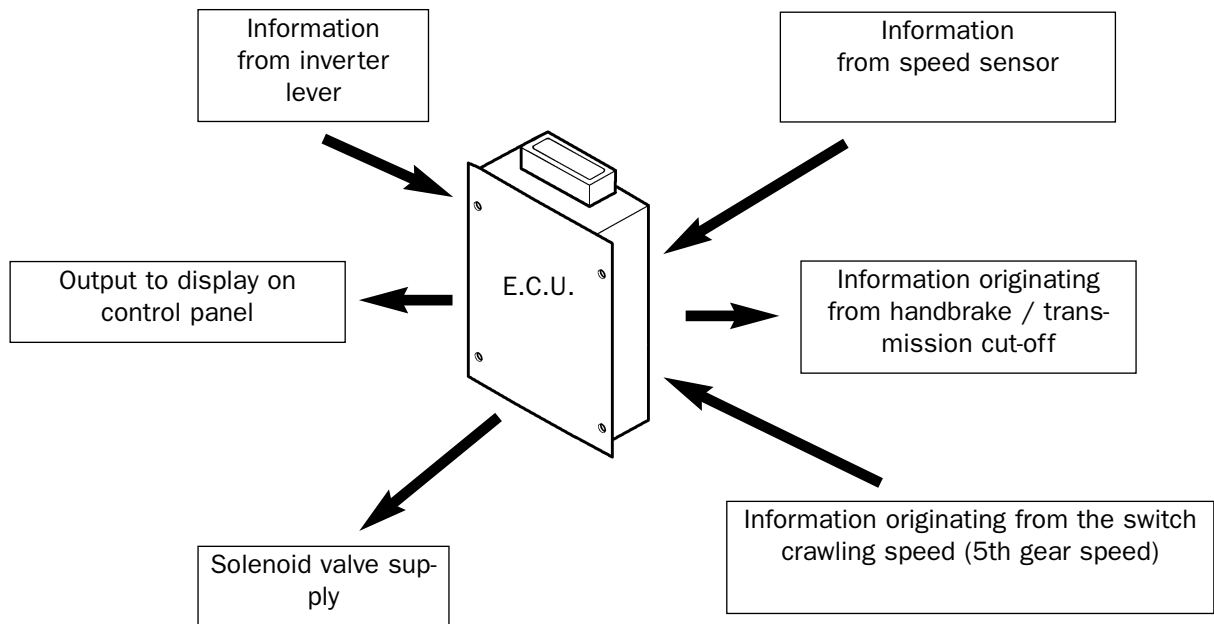 Information
from inverter
lever
Information
from speed sensor
E.C.U.
Output to display on
control panel
Information originating
from handbrake / trans-
mission cut-off
Solenoid valve sup-
ply
Information originating from the switch
crawling speed (5th gear speed)